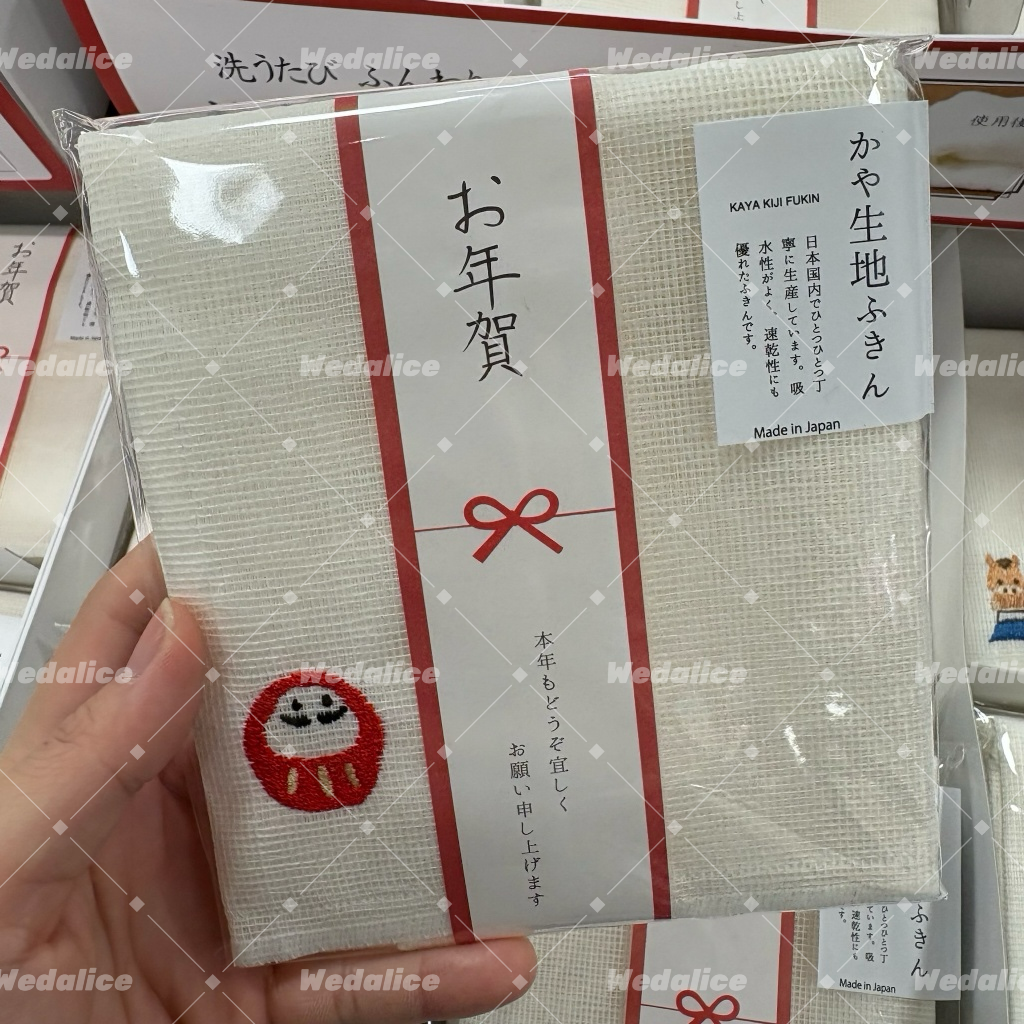 洗うたび ふんわり
お年賀
本年もどうぞ宜しく
お願い申し上げます
かや生地ふきん
KAYA KIJI FUKIN
日本国内でひとつひとつ丁
寧に生産しています。吸
水性がよく、速乾性にも
優れたふきんです。
Made in Japan
お年賀
使用後
ふきん
ひとつひとつ丁
ています。吸
速乾性にも
です。
Made in Japan
Wedalice